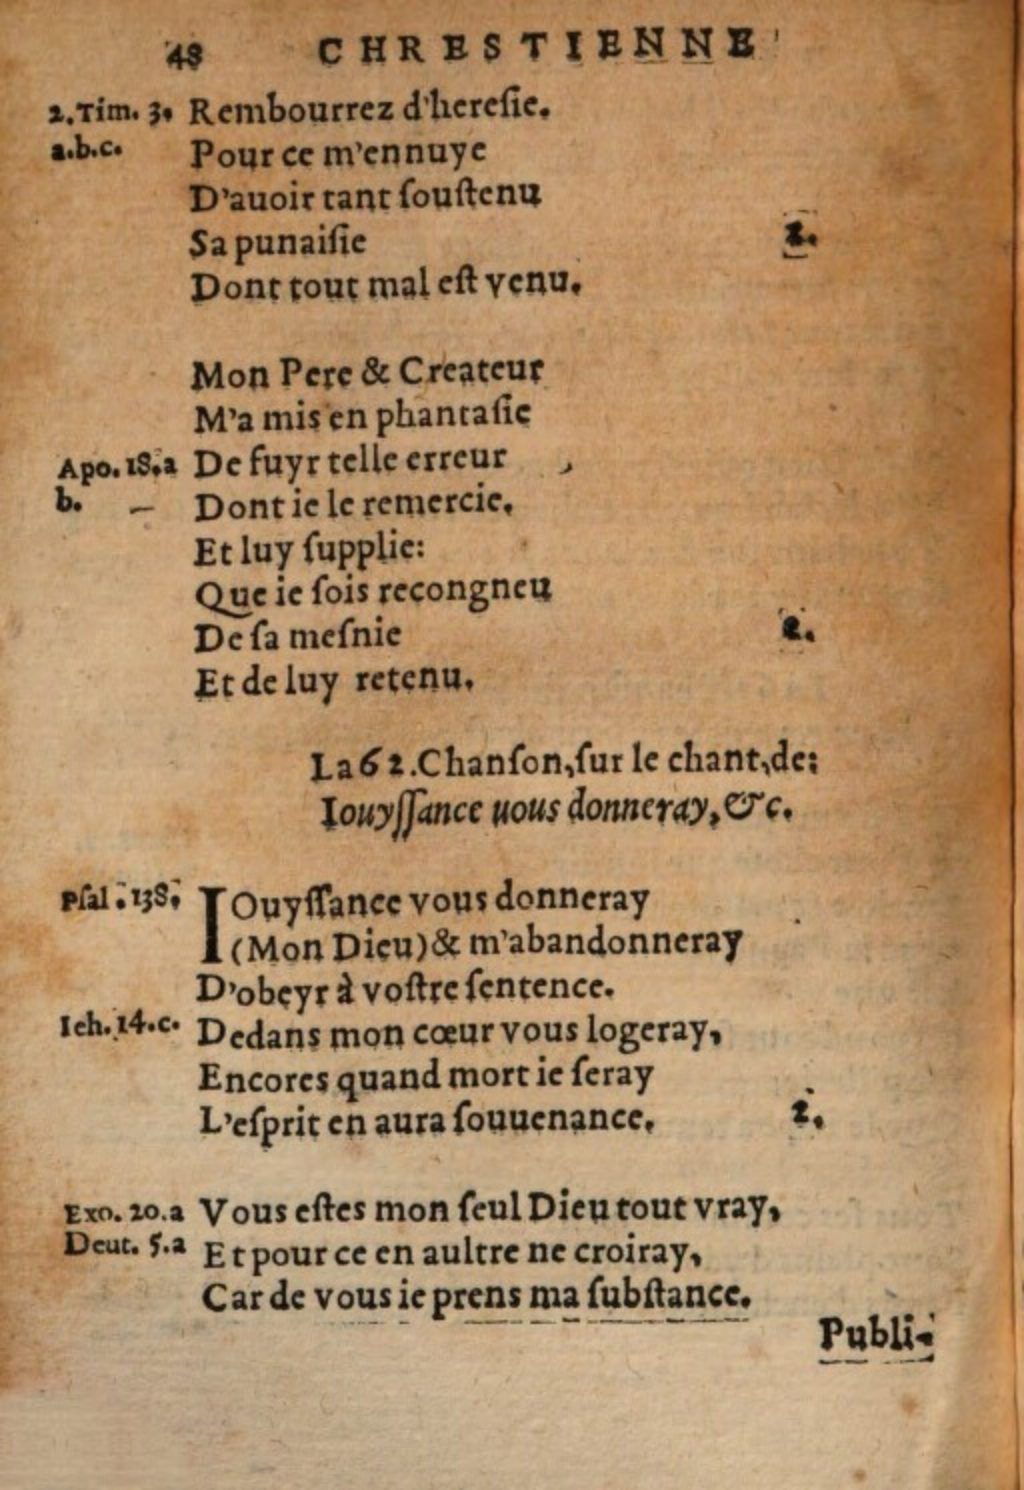 48 CHRESTIENNE
2.Tim. 3. Rembourrez d'hereſie.
a.b.c. Pour ce m'ennuye
D'auoir tant ſouſtenu
Sa punaiſie 2.
Dont tout mal eſt venu.
Mon Pere & Createur
M'a mis en phantaſie
Apo. 18.a De fuyr telle erreur
b. Dont ie le remercie.
Et luy ſupplie:
Que ie ſois recongneu
De ſa meſnie 2.
Et de luy retenu.
La 62. Chanſon, ſur le chant, de:
Iouyſſance uous donneray, &c.
Pſal. 138. IOuyſſance vous donneray
(Mon Dieu) & m'abandonneray
D'obeyr à voſtre ſentence.
Ieh. 14.c. Dedans mon cœur vous logeray,
Encores quand mort ie ſeray
L'eſprit en aura ſouuenance. 2.
Exo. 20.a Vous eſtes mon ſeul Dieu tout vray,
Deut. 5.a Et pour ce en aultre ne croiray,
Car de vous ie prens ma ſubſtance.
Publi-